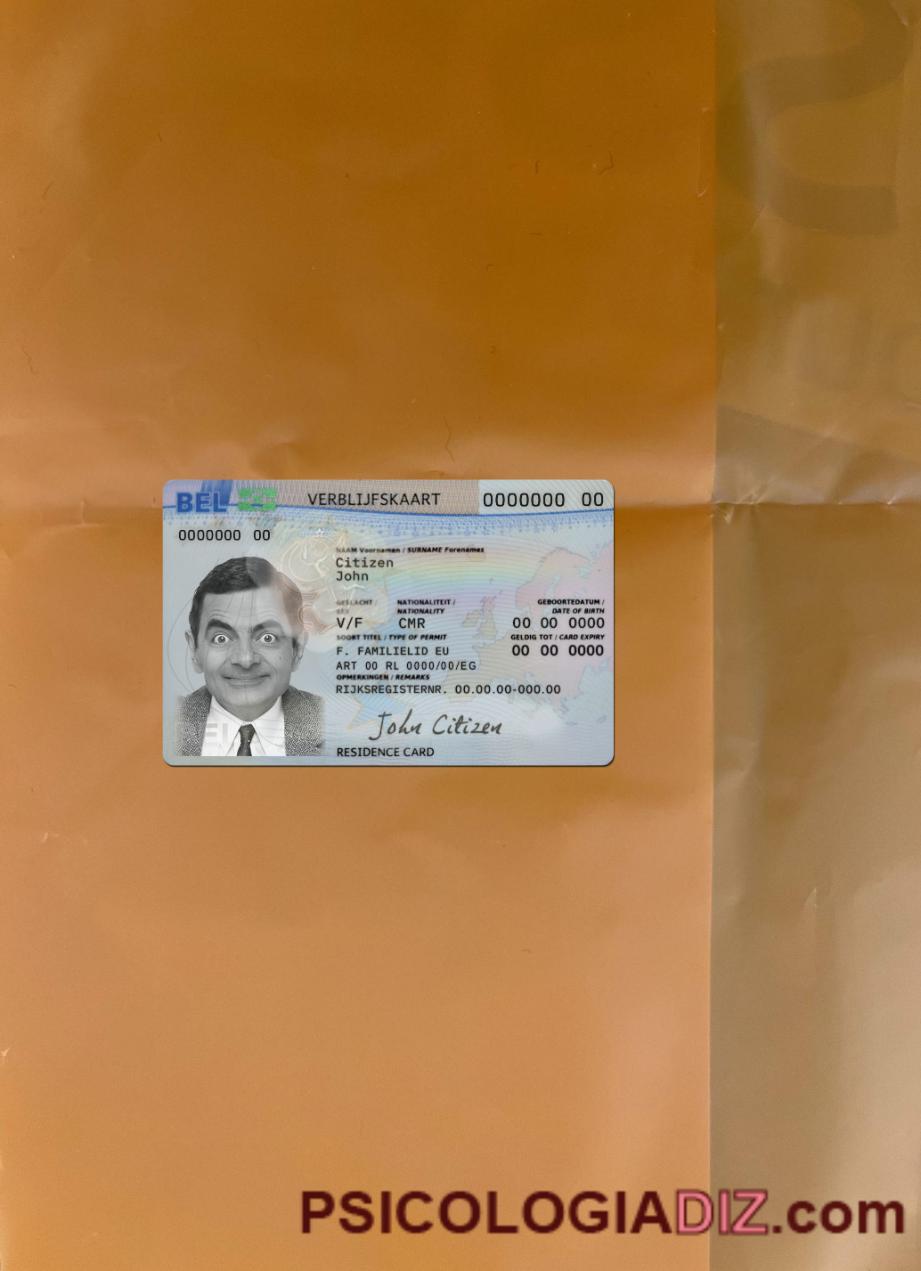 BEL
VERBLIJFSKAART
0000000 00
0000000 00
NAAM Voornamen / SURNAME Forenames
Citizen
John
GESLACHT / NATIONALITEIT / GEBOORTEDATUM /
SEX NATIONALITY DATE OF BIRTH
V/F CMR 00 00 0000
SOORT TITEL / TYPE OF PERMIT GELDIG TOT / CARD EXPIRY
F. FAMILIELID EU 00 00 0000
ART 00 RL 0000/00/EG
OPMERKINGEN / REMARKS
RIJKSREGISTERNR. 00.00.00-000.00
John Citizen
RESIDENCE CARD
PSICOLOGIADIZ.com